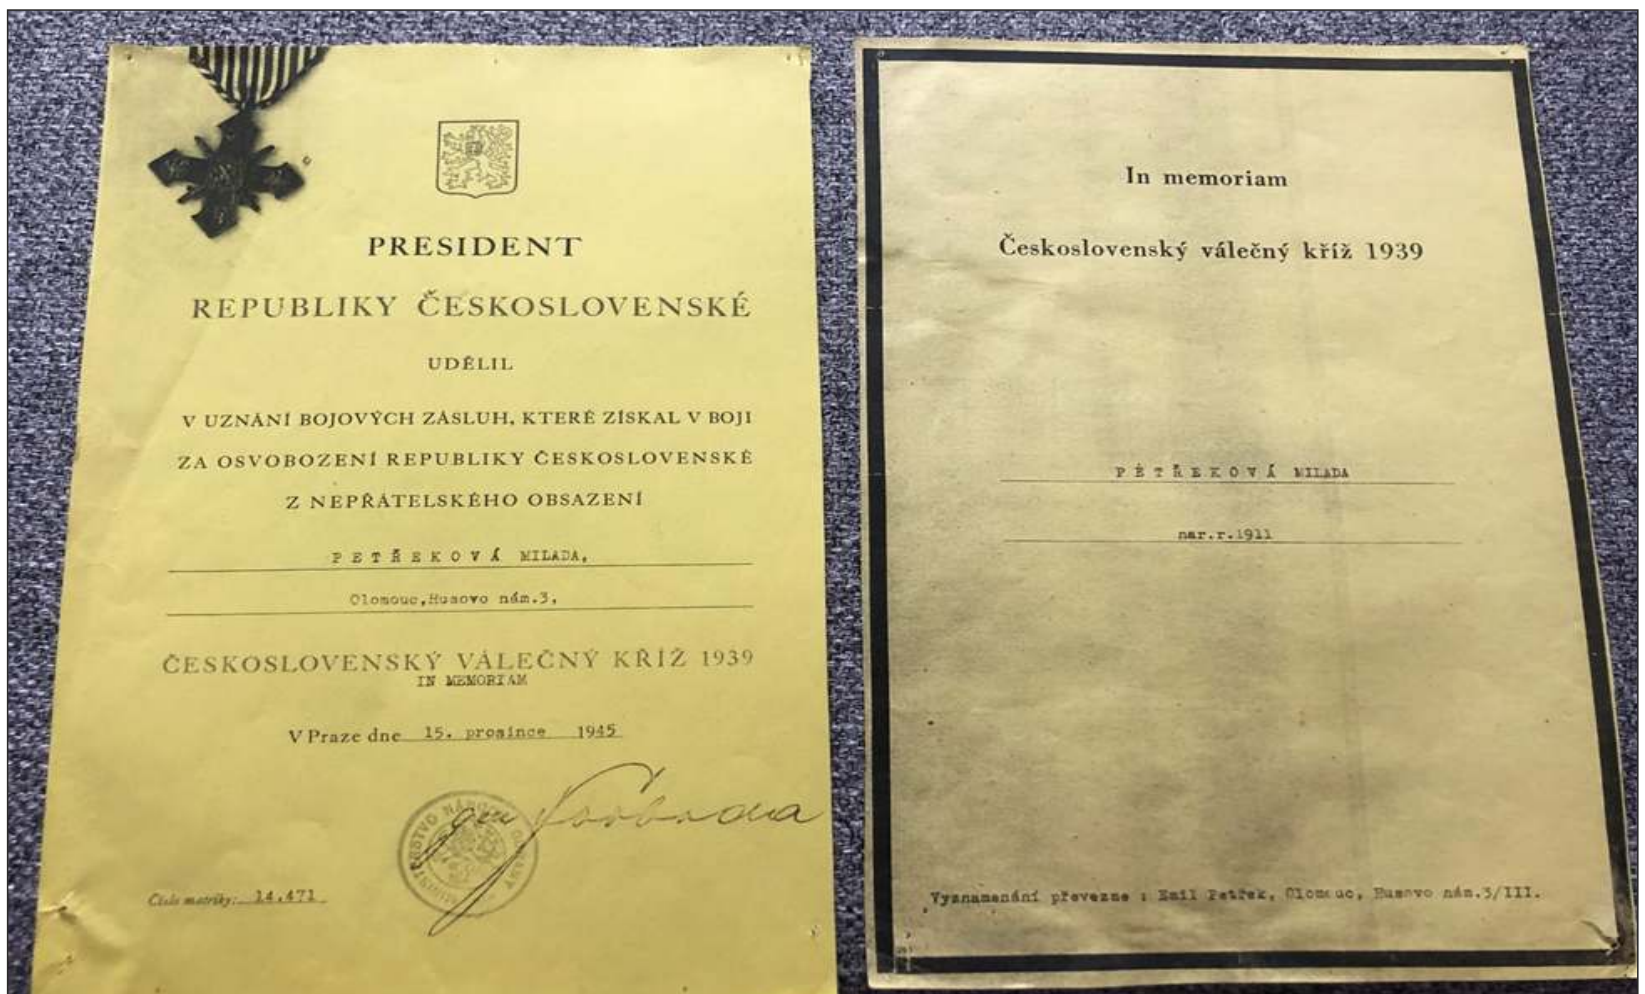 PRESIDENT
REPUBLIKY ČESKOSLOVENSKÉ
UDĚLIL
V UZNÁNÍ BOJOVÝCH ZÁSLUH, KTERÉ ZÍSKAL V BOJI
ZA OSVOBOZENÍ REPUBLIKY ČESKOSLOVENSKÉ
Z NEPŘÁTELSKÉHO OBSAZENÍ
PETŘEKOVÁ MILADA,
Olomouc, Husovo nám.3,
ČESKOSLOVENSKÝ VÁLEČNÝ KŘÍŽ 1939
IN MEMORIAM
V Praze dne 15. prosince 1945
gen Svoboda
Číslo matriky: 14.471
In memoriam
Československý válečný kříž 1939
PETŘEKOVÁ MILADA
nar.r.1911
Vyznamenání převezme : Emil Petřek, Olomouc, Husovo nám.3/III.